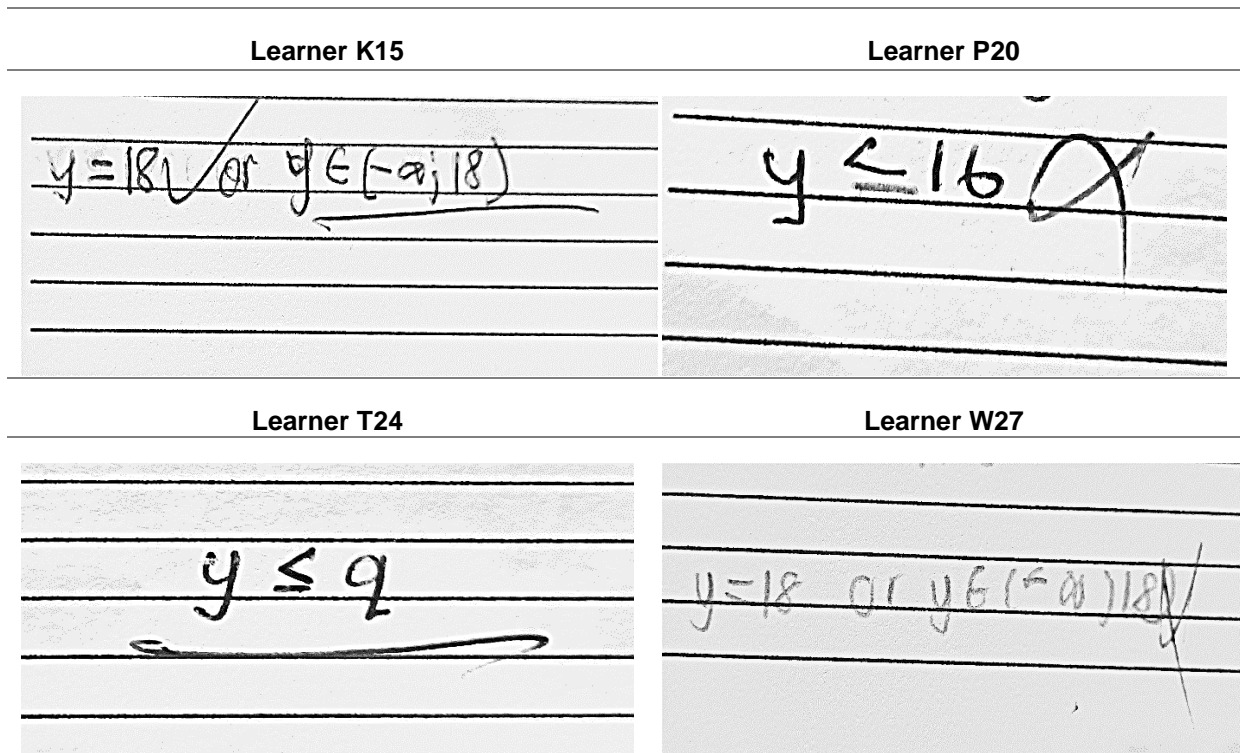 Learner K15
Learner P20
y = 18 or y ∈ (-∞; 18)
y ≤ 16
Learner T24
Learner W27
y ≤ q
y = 18 or y ∈ (-∞) 18)